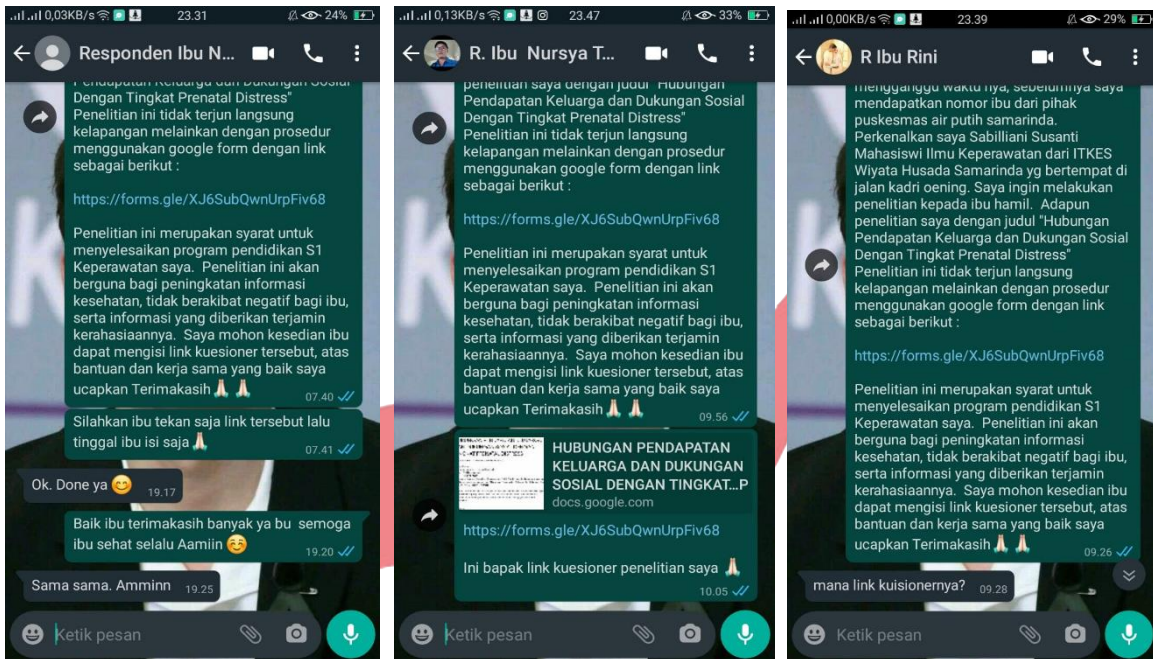 0,03KB/s 23.31 24%
Responden Ibu N...
Pendapatan Keluarga dan Dukungan Sosial
Dengan Tingkat Prenatal Distress"
Penelitian ini tidak terjun langsung
kelapangan melainkan dengan prosedur
menggunakan google form dengan link
sebagai berikut :
https://forms.gle/XJ6SubQwnUrpFiv68
Penelitian ini merupakan syarat untuk
menyelesaikan program pendidikan S1
Keperawatan saya. Penelitian ini akan
berguna bagi peningkatan informasi
kesehatan, tidak berakibat negatif bagi ibu,
serta informasi yang diberikan terjamin
kerahasiaannya. Saya mohon kesedian ibu
dapat mengisi link kuesioner tersebut, atas
bantuan dan kerja sama yang baik saya
ucapkan Terimakasih🙏🏻 🙏🏻
07.40
Silahkan ibu tekan saja link tersebut lalu
tinggal ibu isi saja 🙏🏻
07.41
Ok. Done ya 😊 19.17
Baik ibu terimakasih banyak ya bu semoga
ibu sehat selalu Aamiin 😊
19.20
Sama sama. Amminn 19.25
Ketik pesan
0,13KB/s 23.47 33%
R. Ibu Nursya T...
penelitian saya dengan judul "Hubungan
Pendapatan Keluarga dan Dukungan Sosial
Dengan Tingkat Prenatal Distress"
Penelitian ini tidak terjun langsung
kelapangan melainkan dengan prosedur
menggunakan google form dengan link
sebagai berikut :
https://forms.gle/XJ6SubQwnUrpFiv68
Penelitian ini merupakan syarat untuk
menyelesaikan program pendidikan S1
Keperawatan saya. Penelitian ini akan
berguna bagi peningkatan informasi
kesehatan, tidak berakibat negatif bagi ibu,
serta informasi yang diberikan terjamin
kerahasiaannya. Saya mohon kesedian ibu
dapat mengisi link kuesioner tersebut, atas
bantuan dan kerja sama yang baik saya
ucapkan Terimakasih🙏🏻 🙏🏻
09.56
HUBUNGAN PENDAPATAN
KELUARGA DAN DUKUNGAN
SOSIAL DENGAN TINGKAT...P
docs.google.com
https://forms.gle/XJ6SubQwnUrpFiv68
Ini bapak link kuesioner penelitian saya 🙏🏻
10.05
Ketik pesan
0,00KB/s 23.39 29%
R Ibu Rini
mengganggu waktu nya, sebelumnya saya
mendapatkan nomor ibu dari pihak
puskesmas air putih samarinda.
Perkenalkan saya Sabilliani Susanti
Mahasiswi Ilmu Keperawatan dari ITKES
Wiyata Husada Samarinda yg bertempat di
jalan kadri oening. Saya ingin melakukan
penelitian kepada ibu hamil. Adapun
penelitian saya dengan judul "Hubungan
Pendapatan Keluarga dan Dukungan Sosial
Dengan Tingkat Prenatal Distress"
Penelitian ini tidak terjun langsung
kelapangan melainkan dengan prosedur
menggunakan google form dengan link
sebagai berikut :
https://forms.gle/XJ6SubQwnUrpFiv68
Penelitian ini merupakan syarat untuk
menyelesaikan program pendidikan S1
Keperawatan saya. Penelitian ini akan
berguna bagi peningkatan informasi
kesehatan, tidak berakibat negatif bagi ibu,
serta informasi yang diberikan terjamin
kerahasiaannya. Saya mohon kesedian ibu
dapat mengisi link kuesioner tersebut, atas
bantuan dan kerja sama yang baik saya
ucapkan Terimakasih🙏🏻 🙏🏻
09.26
mana link kuisionernya? 09.28
Ketik pesan